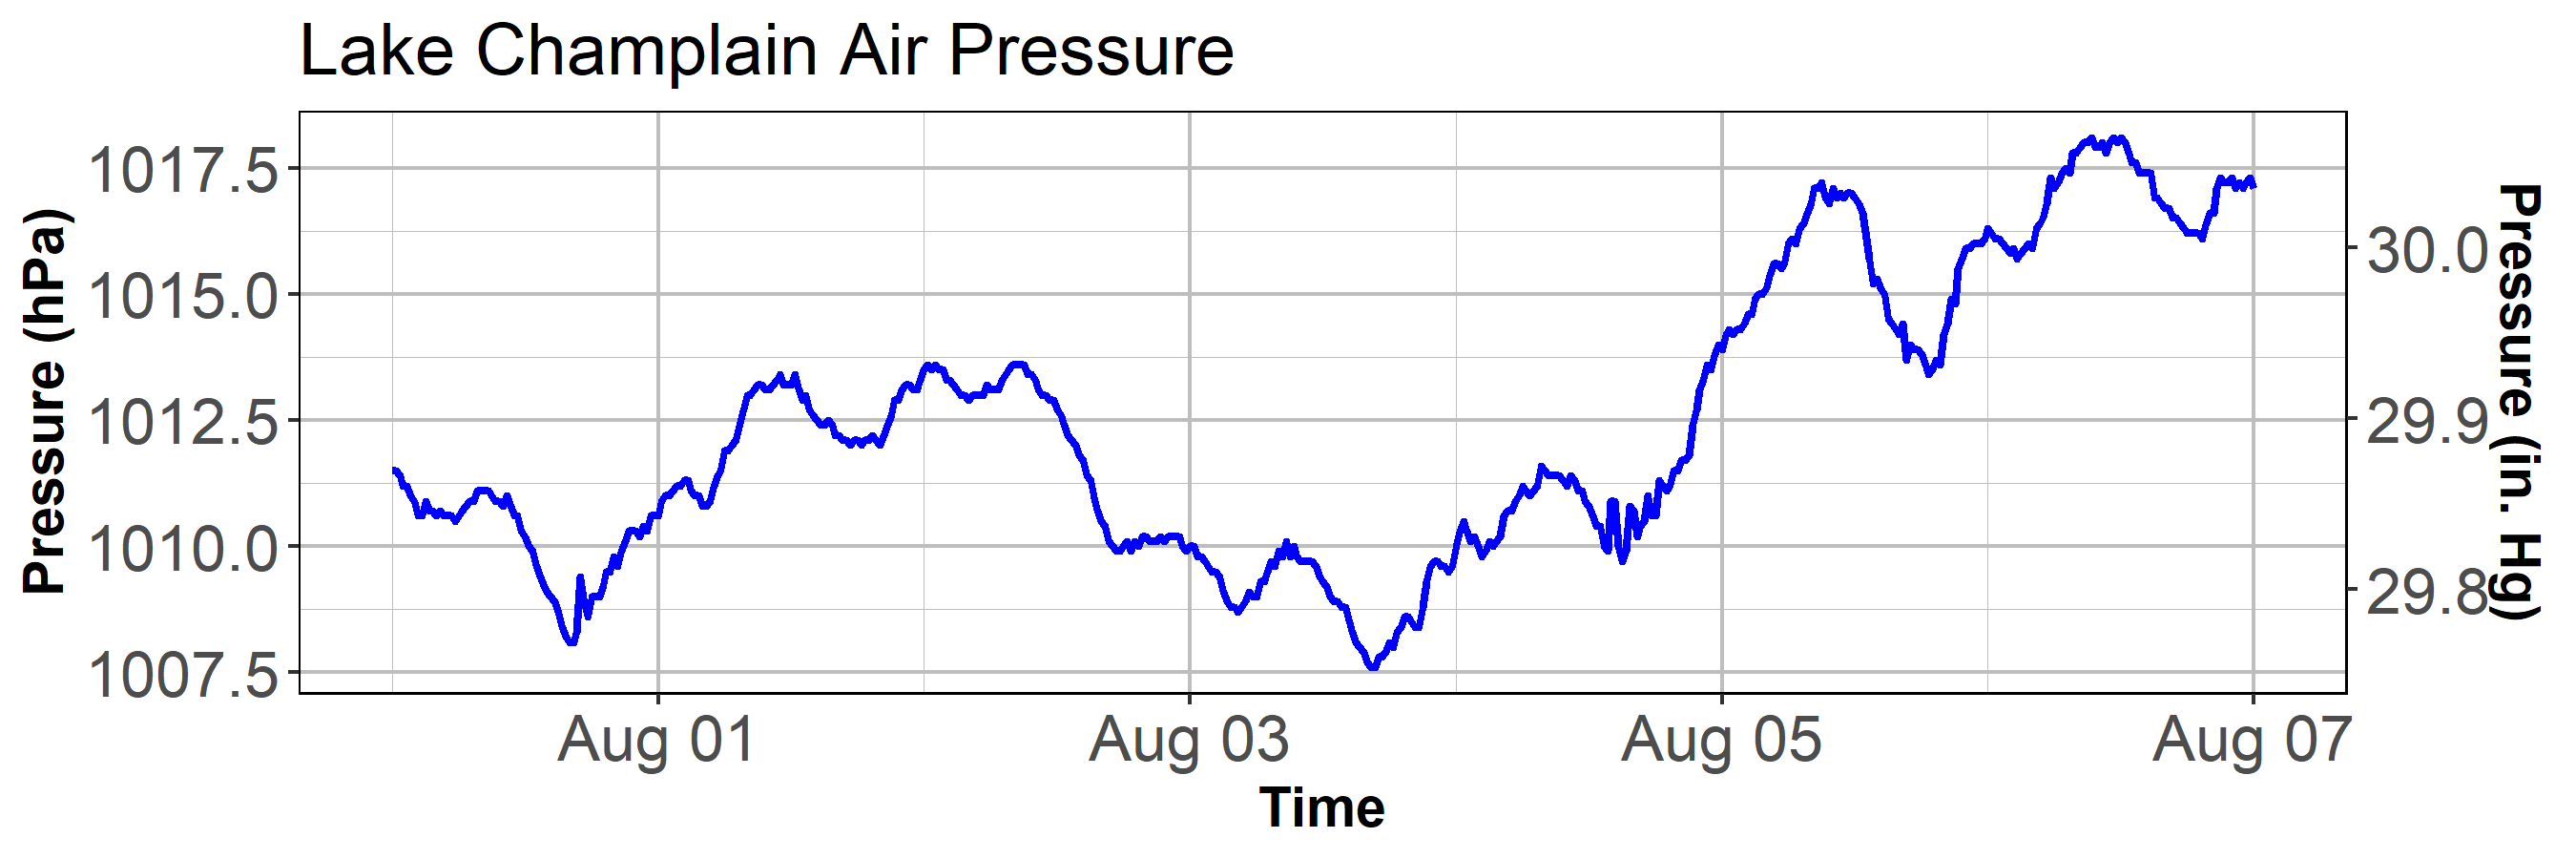 Lake Champlain Air Pressure
Pressure (hPa)
1017.5
1015.0
1012.5
1010.0
1007.5
30.0
29.9
29.8
Pressure (in. Hg)
Aug 01 Aug 03 Aug 05 Aug 07
Time